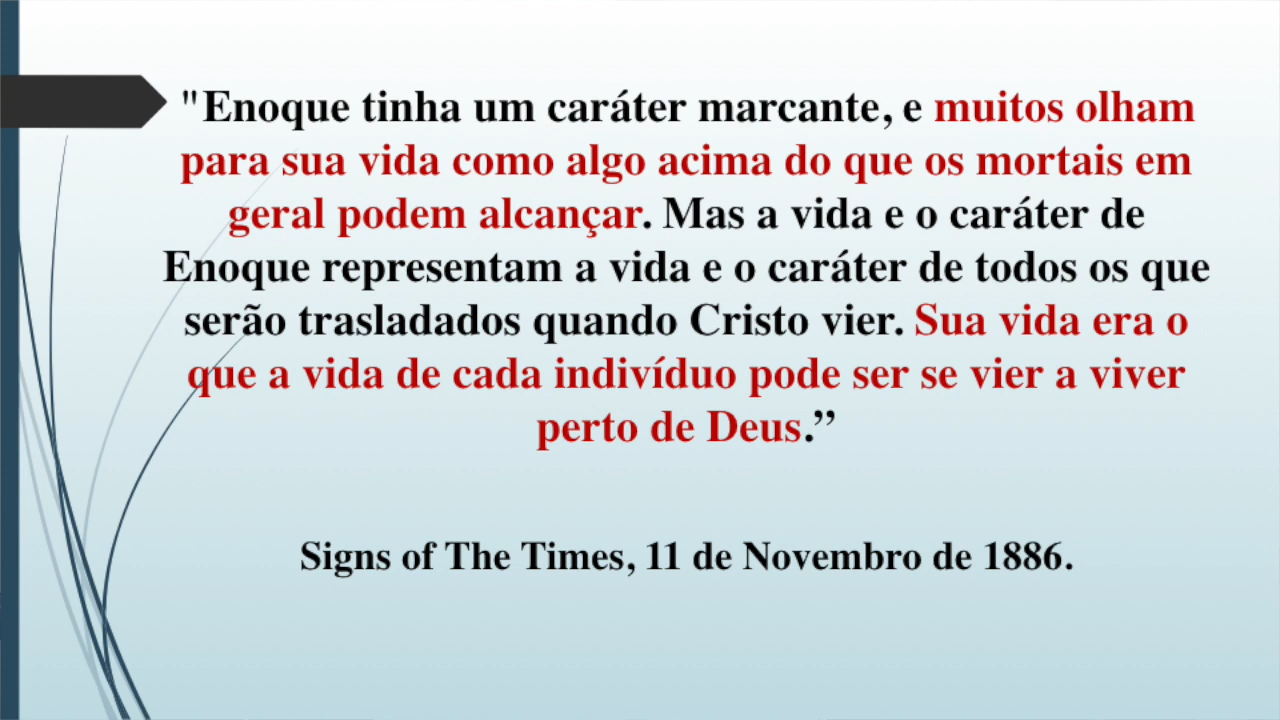 "Enoque tinha um caráter marcante, e muitos olham
para sua vida como algo acima do que os mortais em
geral podem alcançar. Mas a vida e o caráter de
Enoque representam a vida e o caráter de todos os que
serão trasladados quando Cristo vier. Sua vida era o
que a vida de cada indivíduo pode ser se vier a viver
perto de Deus.”
Signs of The Times, 11 de Novembro de 1886.